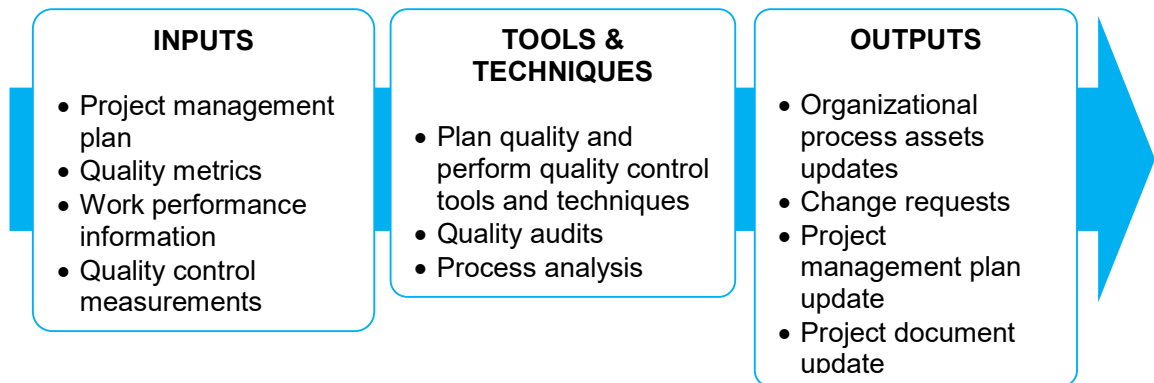 INPUTS
• Project management
plan
• Quality metrics
• Work performance
information
• Quality control
measurements
TOOLS &
TECHNIQUES
• Plan quality and
perform quality control
tools and techniques
• Quality audits
• Process analysis
OUTPUTS
• Organizational
process assets
updates
• Change requests
• Project
management plan
update
• Project document
update